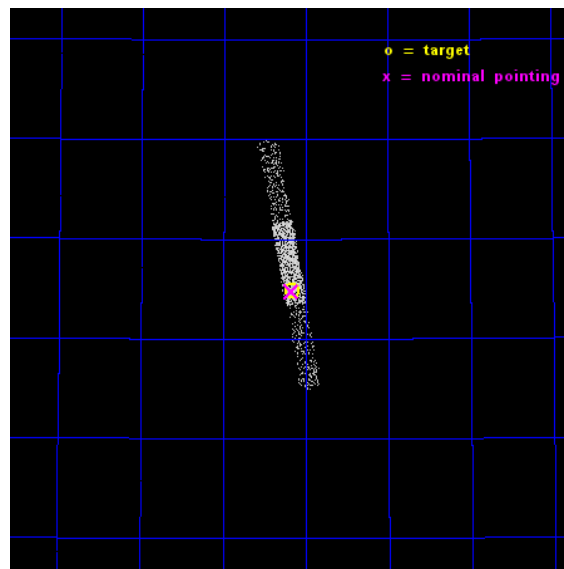 o = target
x = nominal pointing